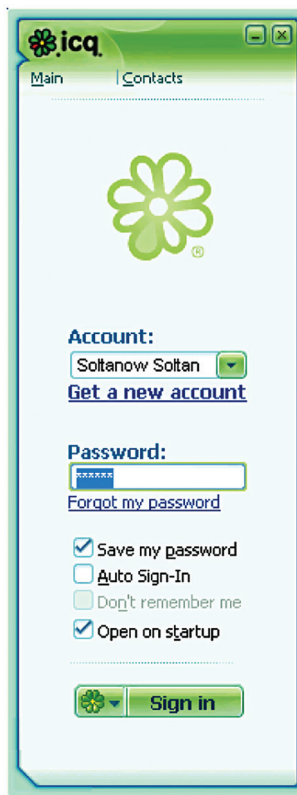 icq
Main Contacts
®
Account:
Soltanow Soltan
Get a new account
Password:
******
Forgot my password
Save my password
Auto Sign-In
Don't remember me
Open on startup
Sign in